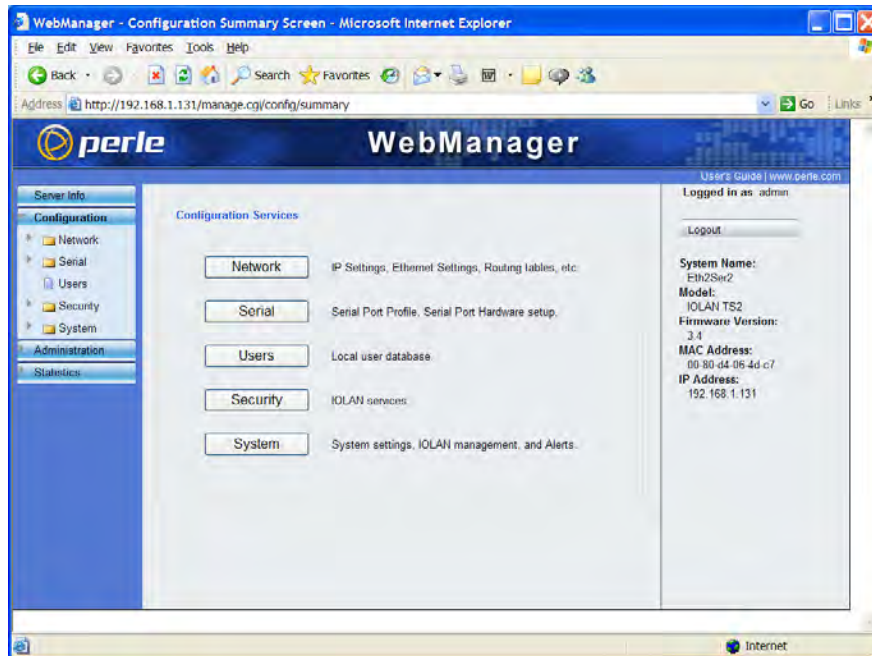 WebManager - Configuration Summary Screen - Microsoft Internet Explorer
File Edit View Favorites Tools Help
Back Search Favorites
Address http://192.168.1.131/manage.cgi/config/summary Go Links
perle WebManager
User's Guide | www.perle.com
Server Info
Configuration
Network
Serial
Users
Security
System
Administration
Statistics
Configuration Services
Network IP Settings, Ethernet Settings, Routing tables, etc.
Serial Serial Port Profile, Serial Port Hardware setup.
Users Local user database
Security IOLAN services
System System settings, IOLAN management, and Alerts.
Logged in as admin
Logout
System Name:
Eth2Ser2
Model:
IOLAN TS2
Firmware Version:
3.4
MAC Address:
00-80-d4-06-4d-c7
IP Address:
192.168.1.131
Internet